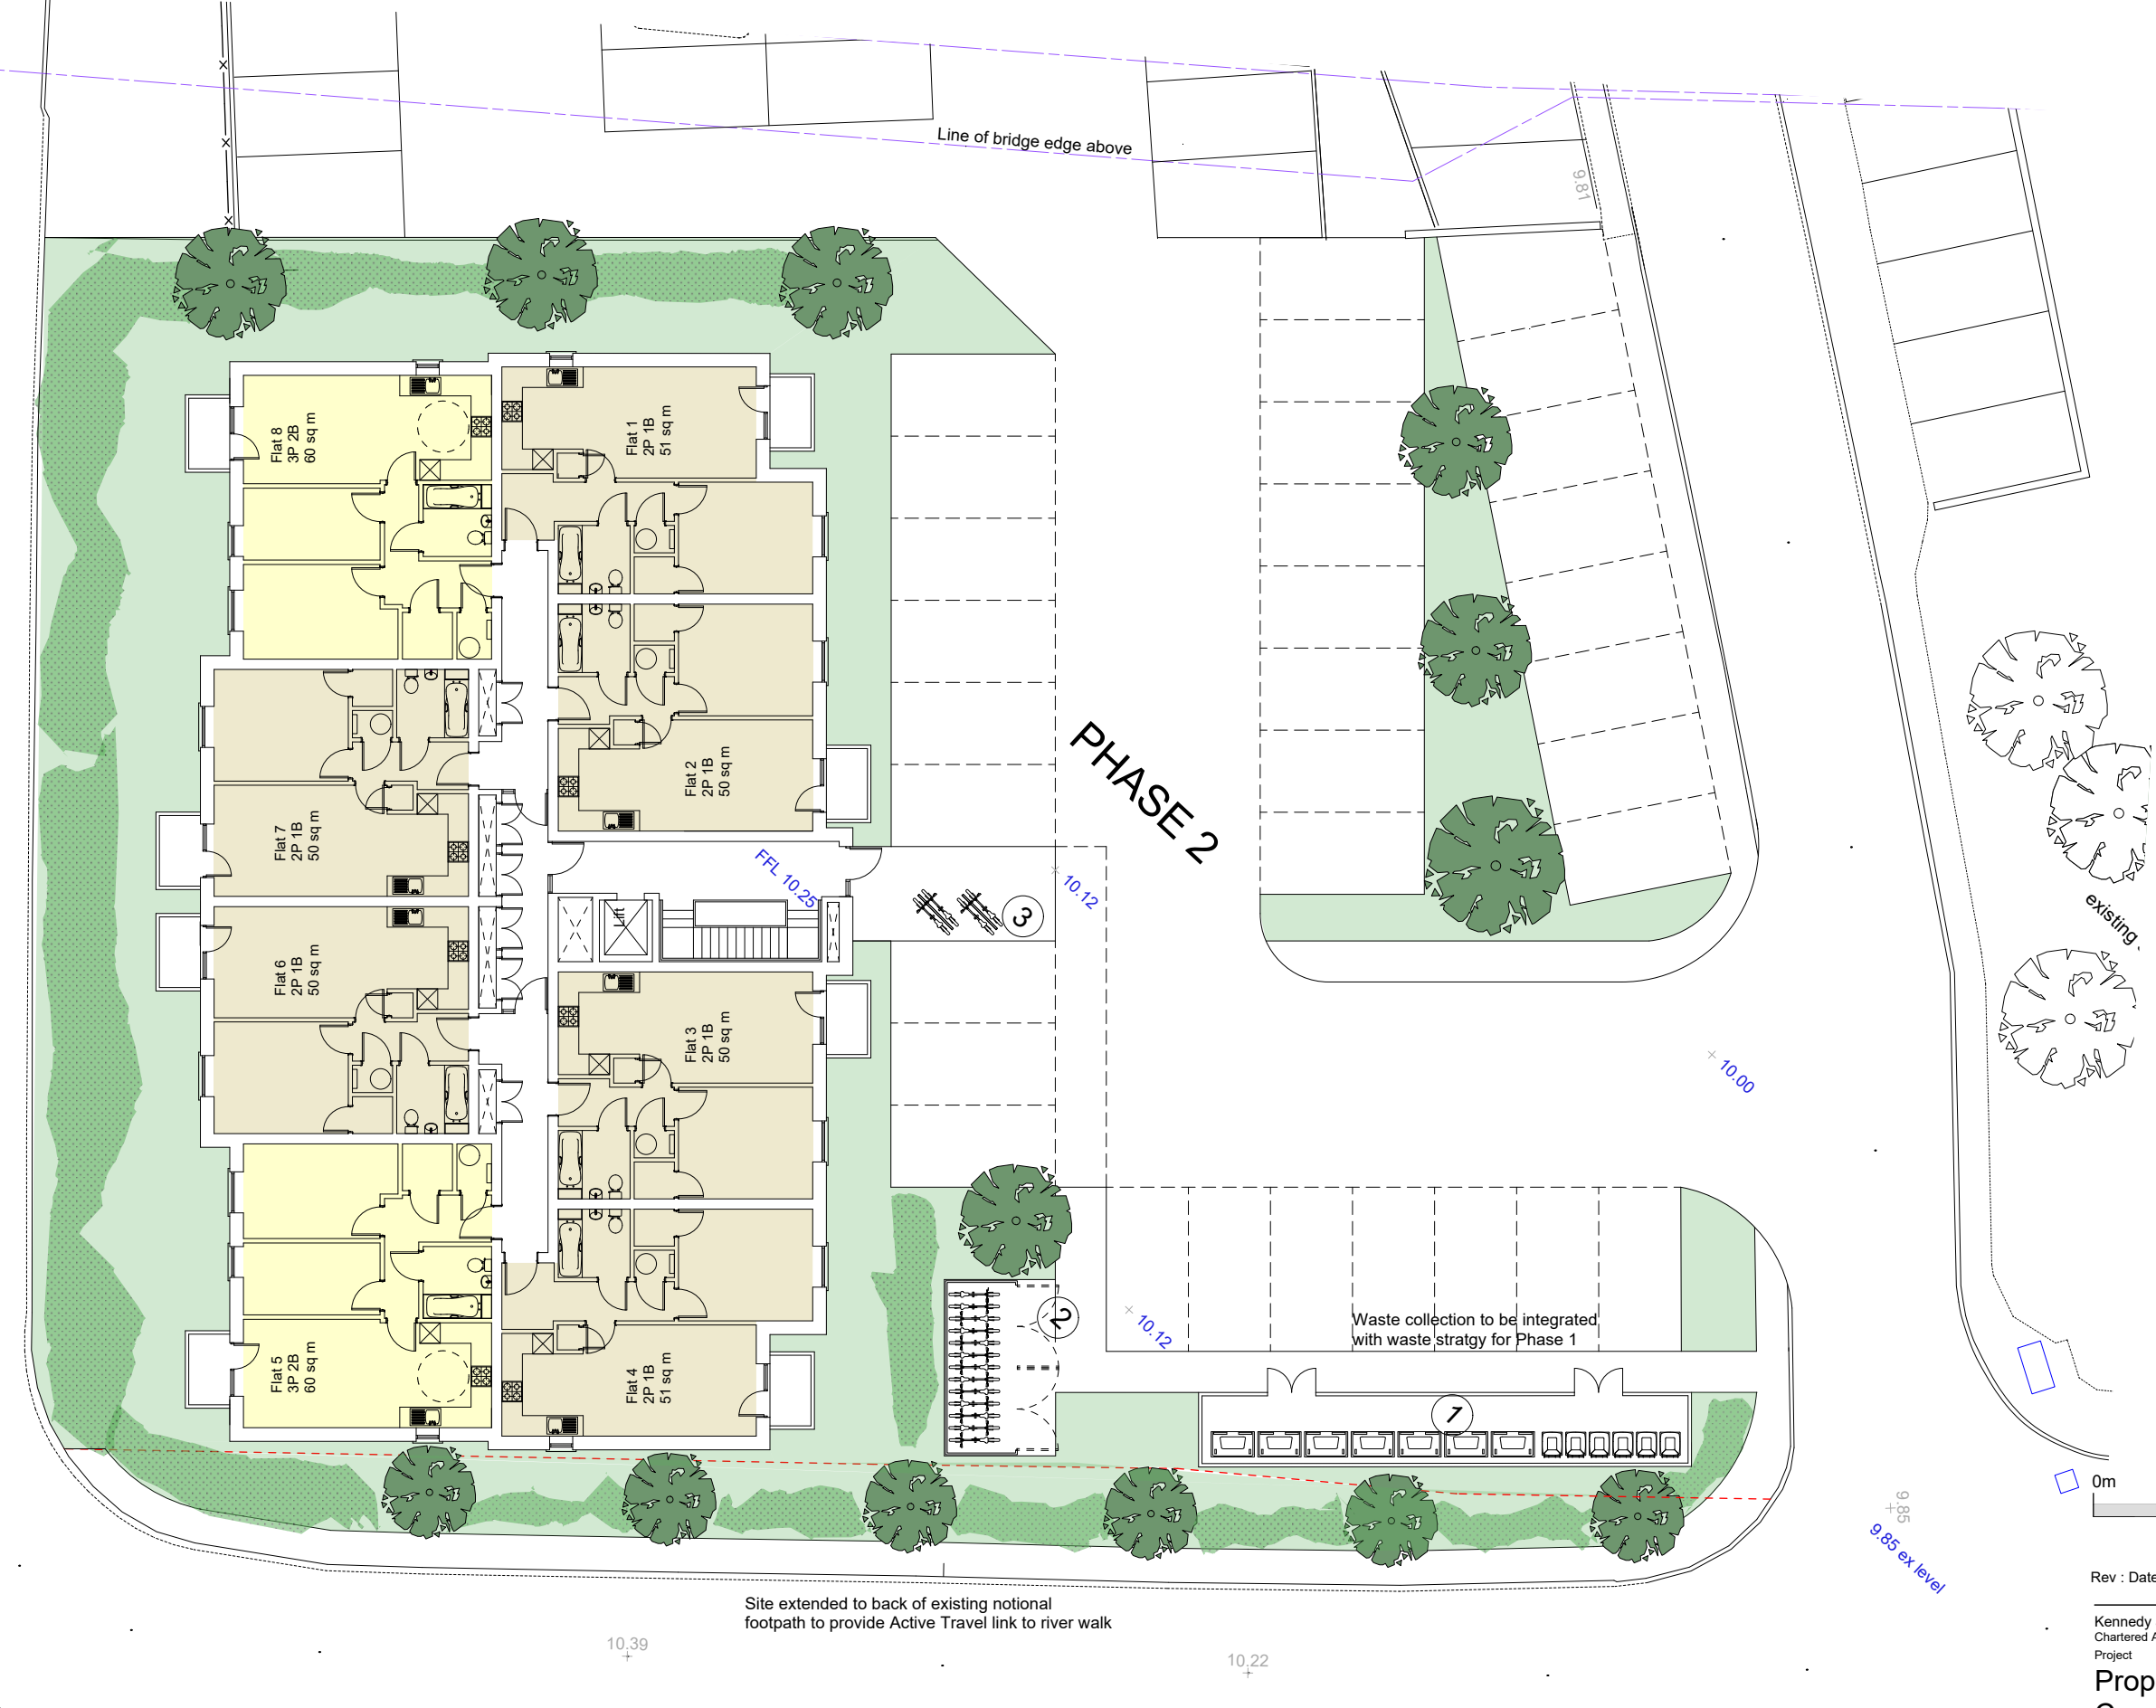 Line of bridge edge above
9.81
Flat 8
3P 2B
60 sq m
Flat 1
2P 1B
51 sq m
Flat 7
2P 1B
50 sq m
Flat 2
2P 1B
50 sq m
PHASE 2
FFL 10.25
Lift
3
10.12
existing
Flat 6
2P 1B
50 sq m
Flat 3
2P 1B
50 sq m
10.00
2
10.12
Waste collection to be integrated
with waste stratgy for Phase 1
Flat 5
3P 2B
60 sq m
Flat 4
2P 1B
51 sq m
1
0m
9.85
9.85 ex level
Site extended to back of existing notional
footpath to provide Active Travel link to river walk
10.39
10.22
Rev : Date
Kennedy
Chartered A
Project
Prop